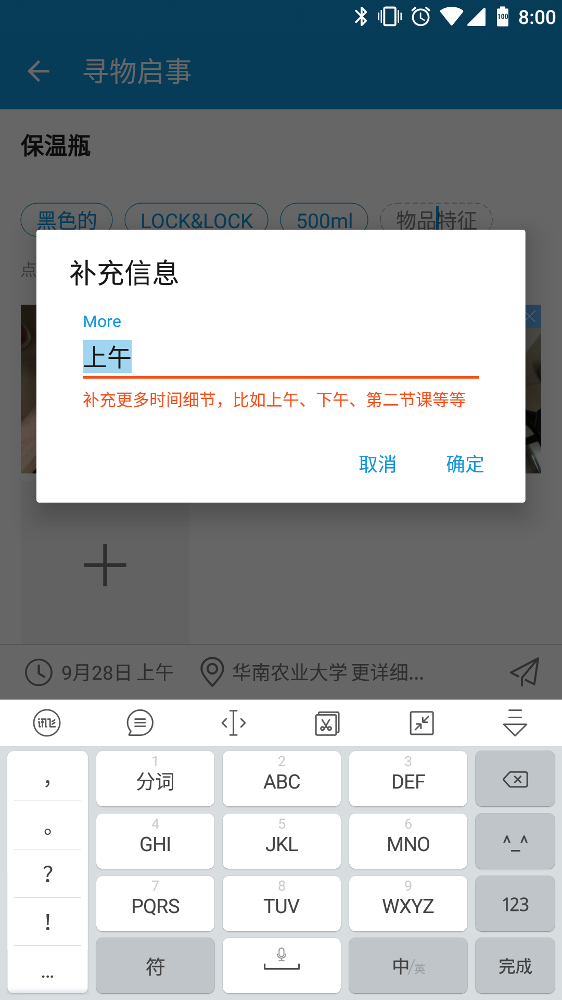 100 8:00
寻物启事
保温瓶
黑色的 LOCK&LOCK 500ml 物品特征
点
补充信息
More
上午
补充更多时间细节，比如上午、下午、第二节课等等
取消 确定
9月28日 上午 华南农业大学 更详细...
讯飞
， 1 分词 2 ABC 3 DEF
。 4 GHI 5 JKL 6 MNO ^_^
? 7 PQRS 8 TUV 9 WXYZ 123
!
... 符 中/英 完成